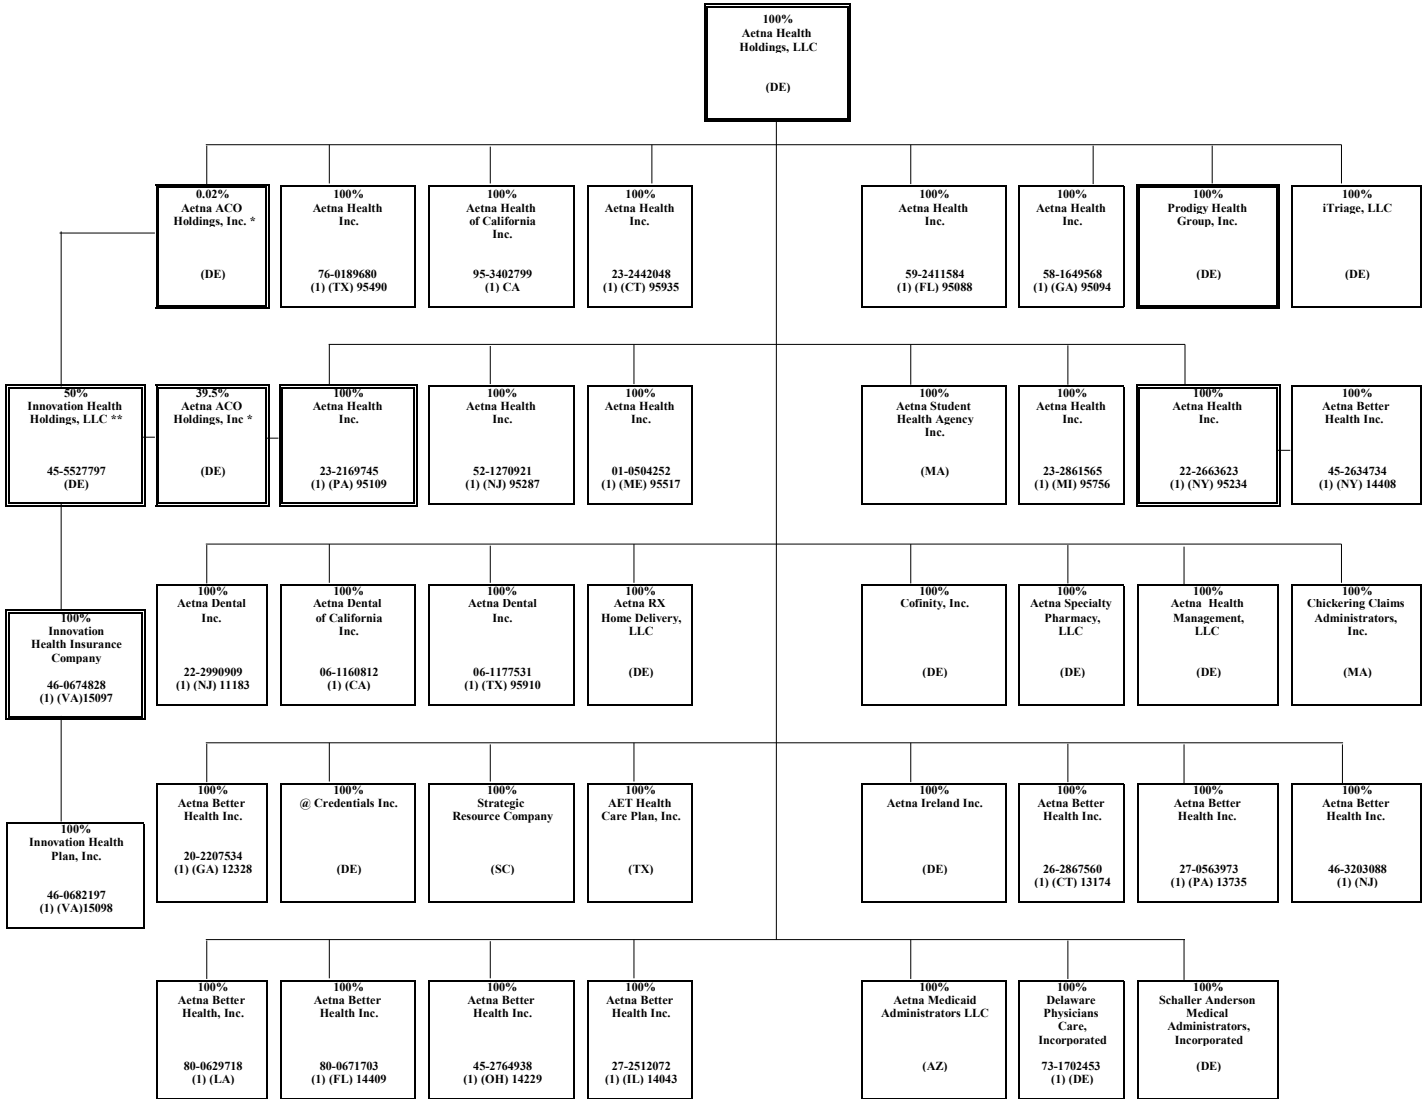 100%
Aetna Health
Holdings, LLC
(DE)
0.02%
Aetna ACO
Holdings, Inc. *
(DE)
100%
Aetna Health
Inc.
76-0189680
(1) (TX) 95490
100%
Aetna Health
of California
Inc.
95-3402799
(1) CA
100%
Aetna Health
Inc.
23-2442048
(1) (CT) 95935
100%
Aetna Health
Inc.
59-2411584
(1) (FL) 95088
100%
Aetna Health
Inc.
58-1649568
(1) (GA) 95094
100%
Prodigy Health
Group, Inc.
(DE)
100%
iTriage, LLC
(DE)
50%
Innovation Health
Holdings, LLC **
45-5527797
(DE)
39.5%
Aetna ACO
Holdings, Inc *
(DE)
100%
Aetna Health
Inc.
23-2169745
(1) (PA) 95109
100%
Aetna Health
Inc.
52-1270921
(1) (NJ) 95287
100%
Aetna Health
Inc.
01-0504252
(1) (ME) 95517
100%
Aetna Student
Health Agency
Inc.
(MA)
100%
Aetna Health
Inc.
23-2861565
(1) (MI) 95756
100%
Aetna Health
Inc.
22-2663623
(1) (NY) 95234
100%
Aetna Better
Health Inc.
45-2634734
(1) (NY) 14408
100%
Innovation
Health Insurance
Company
46-0674828
(1) (VA)15097
100%
Aetna Dental
Inc.
22-2990909
(1) (NJ) 11183
100%
Aetna Dental
of California
Inc.
06-1160812
(1) (CA)
100%
Aetna Dental
Inc.
06-1177531
(1) (TX) 95910
100%
Aetna RX
Home Delivery,
LLC
(DE)
100%
Cofinity, Inc.
(DE)
100%
Aetna Specialty
Pharmacy,
LLC
(DE)
100%
Aetna Health
Management,
LLC
(DE)
100%
Chickering Claims
Administrators,
Inc.
(MA)
100%
Innovation Health
Plan, Inc.
46-0682197
(1) (VA)15098
100%
Aetna Better
Health Inc.
20-2207534
(1) (GA) 12328
100%
@ Credentials Inc.
(DE)
100%
Strategic
Resource Company
(SC)
100%
AET Health
Care Plan, Inc.
(TX)
100%
Aetna Ireland Inc.
(DE)
100%
Aetna Better
Health Inc.
26-2867560
(1) (CT) 13174
100%
Aetna Better
Health Inc.
27-0563973
(1) (PA) 13735
100%
Aetna Better
Health Inc.
46-3203088
(1) (NJ)
100%
Aetna Better
Health, Inc.
80-0629718
(1) (LA)
100%
Aetna Better
Health Inc.
80-0671703
(1) (FL) 14409
100%
Aetna Better
Health Inc.
45-2764938
(1) (OH) 14229
100%
Aetna Better
Health Inc.
27-2512072
(1) (IL) 14043
100%
Aetna Medicaid
Administrators LLC
(AZ)
100%
Delaware
Physicians
Care,
Incorporated
73-1702453
(1) (DE)
100%
Schaller Anderson
Medical
Administrators,
Incorporated
(DE)